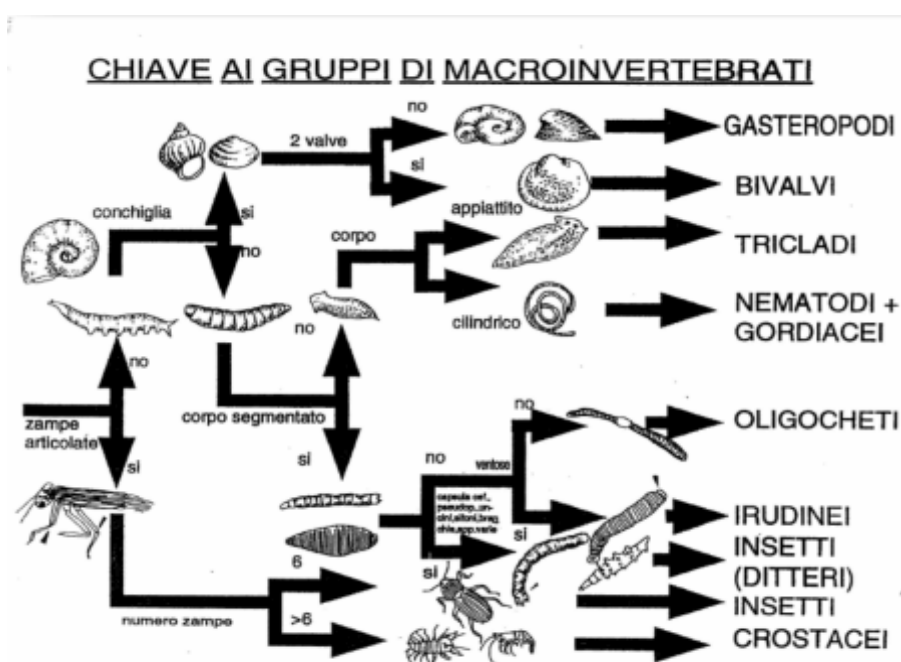 CHIAVE AI GRUPPI DI MACROINVERTEBRATI
no
2 valve
si
GASTEROPODI
BIVALVI
conchiglia
si
no
corpo
appiattito
TRICLADI
cilindrico
NEMATODI +
GORDIACEI
no
no
corpo segmentato
zampe
articolate
si
si
no
ventose
no
OLIGOCHETI
capsula cef.,
si
IRUDINEI
INSETTI
(DITTERI)
si
6
INSETTI
numero zampe
>6
CROSTACEI